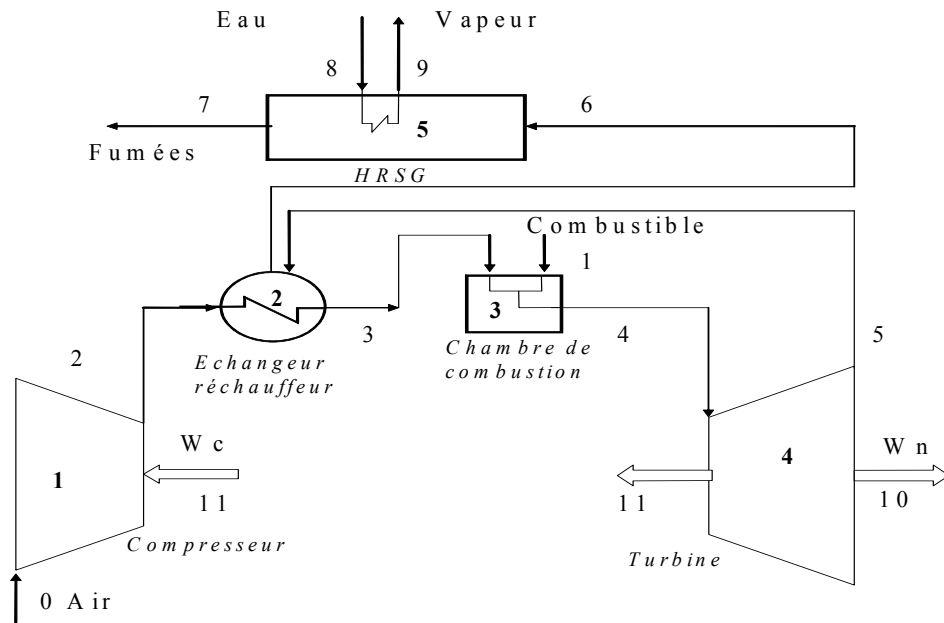 Eau Vapeur
8 9
7 6
5
Fumées
HRSG
Combustible
1
2
3
3 4 5
Echangeur
réchauffeur
Chambre de
combustion
2
Wc
Wn
1
4
11
11
10
Compresseur
Turbine
0 Air